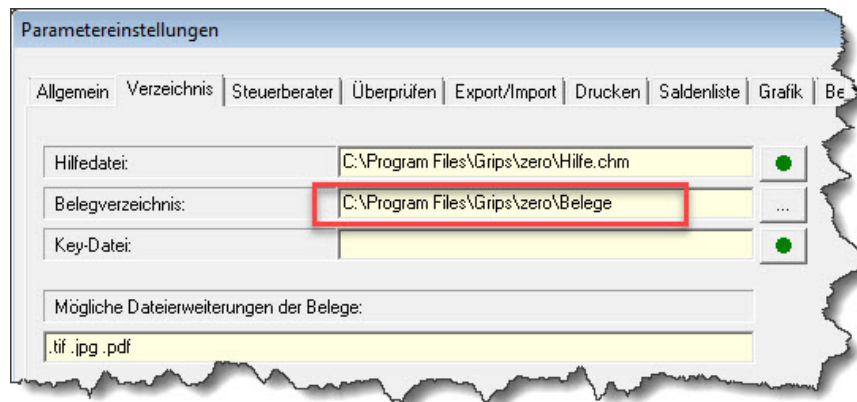 Parametereinstellungen
Allgemein Verzeichnis Steuerberater Überprüfen Export/Import Drucken Saldenliste Grafik Be
Hilfedatei: C:\Program Files\Grips\zero\Hilfe.chm
Belegverzeichnis: C:\Program Files\Grips\zero\Belege ...
Key-Datei:
Mögliche Dateierweiterungen der Belege:
.tif .jpg .pdf